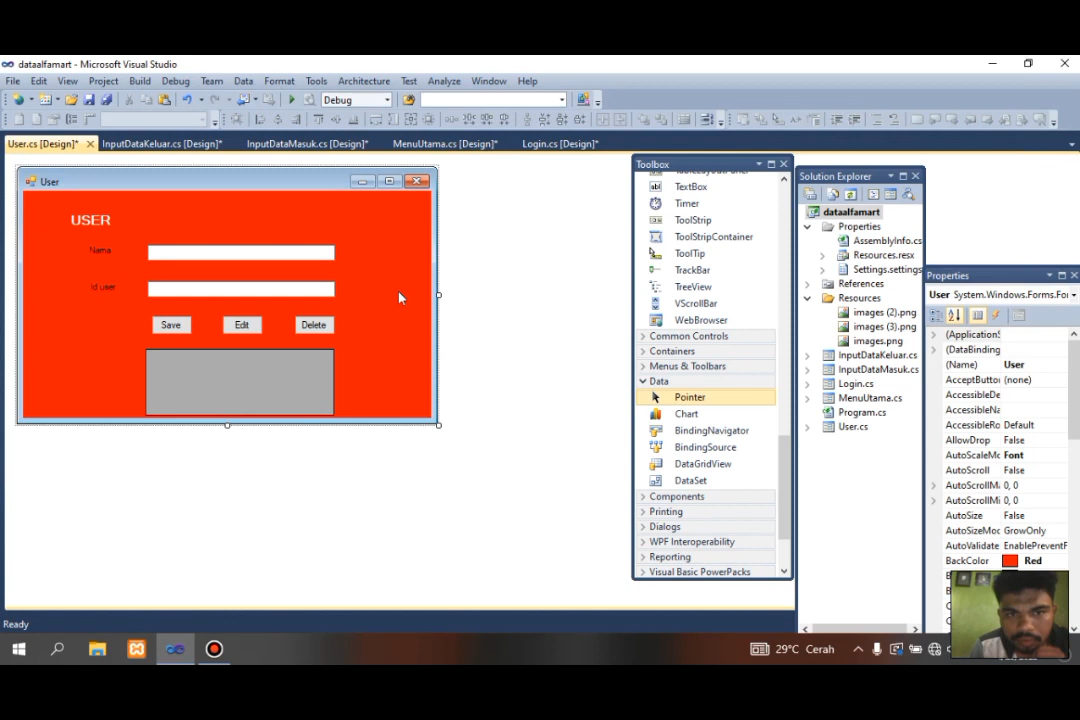 dataalfamart - Microsoft Visual Studio
File Edit View Project Build Debug Team Data Format Tools Architecture Test Analyze Window Help
Debug
User.cs [Design]* InputDataKeluar.cs [Design]* InputDataMasuk.cs [Design]* MenuUtama.cs [Design]* Login.cs [Design]*
User
USER
Nama
Id user
Save Edit Delete
Toolbox
TextBox
Timer
ToolStrip
ToolStripContainer
ToolTip
TrackBar
TreeView
VScrollBar
WebBrowser
Common Controls
Containers
Menus & Toolbars
Data
Pointer
Chart
BindingNavigator
BindingSource
DataGridView
DataSet
Components
Printing
Dialogs
WPF Interoperability
Reporting
Visual Basic PowerPacks
Solution Explorer
dataalfamart
Properties
AssemblyInfo.cs
Resources.resx
Settings.settings
References
Resources
images (2).png
images (3).png
images.png
InputDataKeluar.cs
InputDataMasuk.cs
Login.cs
MenuUtama.cs
Program.cs
User.cs
Properties
User System.Windows.Forms.For
(Application
(DataBinding
(Name) User
AcceptButton (none)
AccessibleDe
AccessibleNa
AccessibleRo Default
AllowDrop False
AutoScaleMo Font
AutoScroll False
AutoScrollM 0, 0
AutoScrollMi 0, 0
AutoSize False
AutoSizeMod GrowOnly
AutoValidate EnablePreventF
BackColor Red
Ready
29°C Cerah